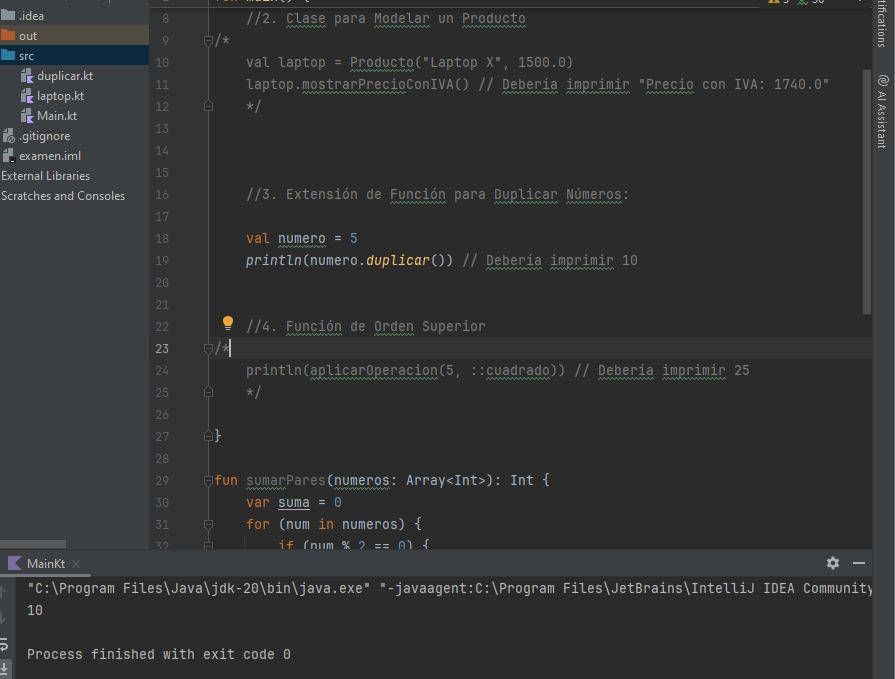 .idea
out
src
duplicar.kt
laptop.kt
Main.kt
.gitignore
examen.iml
External Libraries
Scratches and Consoles
8 //2. Clase para Modelar un Producto
9 /*
10 val laptop = Producto("Laptop X", 1500.0)
11 laptop.mostrarPrecioConIVA() // Debería imprimir "Precio con IVA: 1740.0"
12 */
13
14
15
16 //3. Extensión de Función para Duplicar Números:
17
18 val numero = 5
19 println(numero.duplicar()) // Debería imprimir 10
20
21
22 //4. Función de Orden Superior
23 /*
24 println(aplicarOperacion(5, ::cuadrado)) // Debería imprimir 25
25 */
26
27 }
28
29 fun sumarPares(numeros: Array<Int>): Int {
30 var suma = 0
31 for (num in numeros) {
32 if (num % 2 == 0) {
tifications
AI Assistant
MainKt
"C:\Program Files\Java\jdk-20\bin\java.exe" "-javaagent:C:\Program Files\JetBrains\IntelliJ IDEA Community
10
Process finished with exit code 0